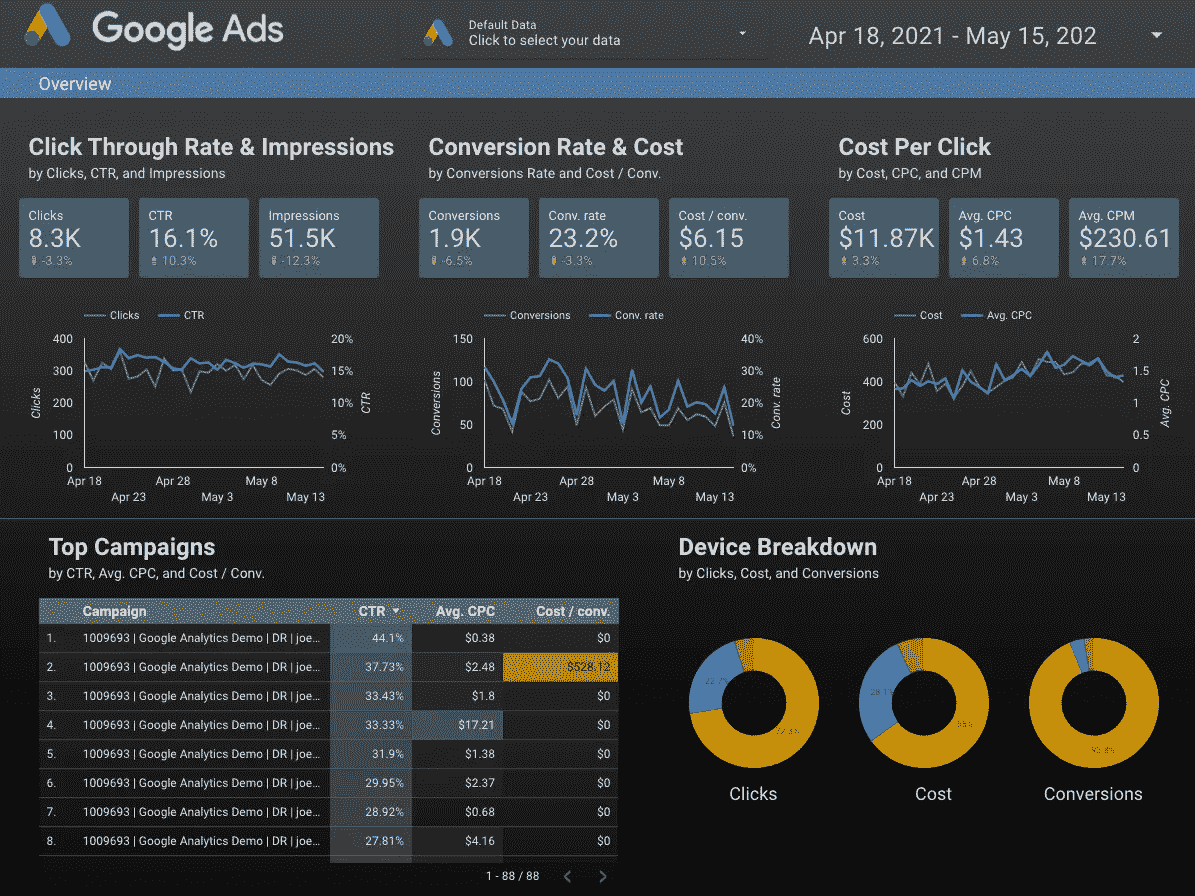 Google Ads
Default Data
Click to select your data
Apr 18, 2021 - May 15, 202
Overview
Click Through Rate & Impressions
by Clicks, CTR, and Impressions
Clicks
8.3K
-3.3%
CTR
16.1%
10.3%
Impressions
51.5K
-12.3%
Conversion Rate & Cost
by Conversions Rate and Cost / Conv.
Conversions
1.9K
-6.5%
Conv. rate
23.2%
-3.3%
Cost / conv.
$6.15
10.5%
Cost Per Click
by Cost, CPC, and CPM
Cost
$11.87K
3.3%
Avg. CPC
$1.43
6.8%
Avg. CPM
$230.61
17.7%
Clicks CTR
400
300
200
100
0
Clicks
20%
15%
10%
5%
0%
CTR
Apr 18 Apr 28 May 8
Apr 23 May 3 May 13
Conversions Conv. rate
150
100
50
0
Conversions
40%
30%
20%
10%
0%
Conv. rate
Apr 18 Apr 28 May 8
Apr 23 May 3 May 13
Cost Avg. CPC
600
400
200
0
Cost
2
1.5
1
0.5
0
Avg. CPC
Apr 18 Apr 28 May 8
Apr 23 May 3 May 13
Top Campaigns
by CTR, Avg. CPC, and Cost / Conv.
Campaign CTR Avg. CPC Cost / conv.
1. 1009693 | Google Analytics Demo | DR | joe... 44.1% $0.38 $0
2. 1009693 | Google Analytics Demo | DR | joe... 37.73% $2.48 $528.12
3. 1009693 | Google Analytics Demo | DR | joe... 33.43% $1.8 $0
4. 1009693 | Google Analytics Demo | DR | joe... 33.33% $17.21 $0
5. 1009693 | Google Analytics Demo | DR | joe... 31.9% $1.38 $0
6. 1009693 | Google Analytics Demo | DR | joe... 29.95% $2.37 $0
7. 1009693 | Google Analytics Demo | DR | joe... 28.92% $0.68 $0
8. 1009693 | Google Analytics Demo | DR | joe... 27.81% $4.16 $0
1 - 88 / 88
Device Breakdown
by Clicks, Cost, and Conversions
22.7%
72.3%
Clicks
28.1%
Cost
Conversions